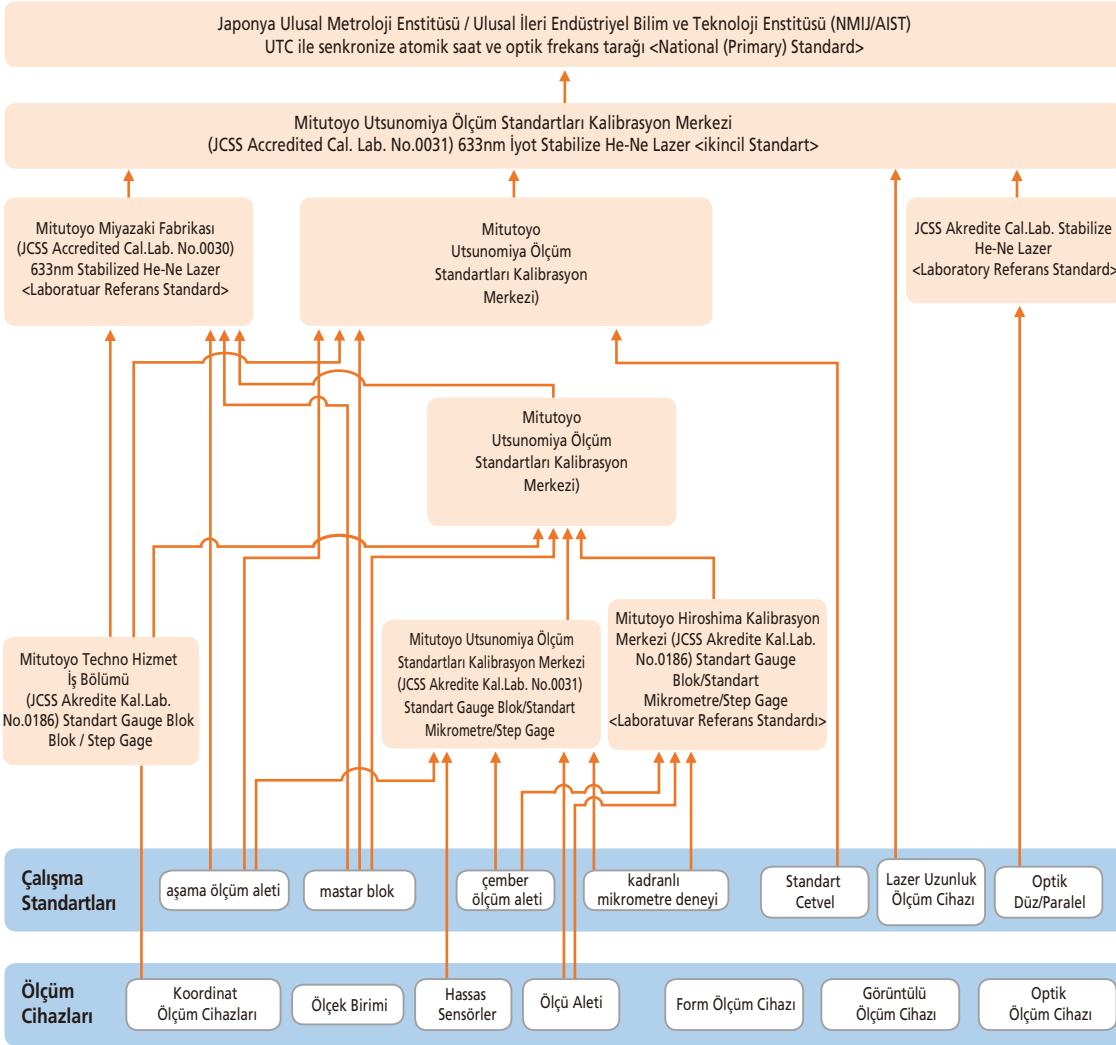 Japonya Ulusal Metroloji Enstitüsü / Ulusal İleri Endüstriyel Bilim ve Teknoloji Enstitüsü (NMIJ/AIST)
UTC ile senkronize atomik saat ve optik frekans tarağı <National (Primary) Standard>
Mitutoyo Utsunomiya Ölçüm Standartları Kalibrasyon Merkezi
(JCSS Accredited Cal. Lab. No.0031) 633nm İyot Stabilize He-Ne Lazer <ikincil Standart>
Mitutoyo Miyazaki Fabrikası
(JCSS Accredited Cal.Lab. No.0030)
633nm Stabilized He-Ne Lazer
<Laboratuar Referans Standard>
Mitutoyo
Utsunomiya Ölçüm
Standartları Kalibrasyon
Merkezi)
JCSS Akredite Cal.Lab. Stabilize
He-Ne Lazer
<Laboratory Referans Standard>
Mitutoyo
Utsunomiya Ölçüm
Standartları Kalibrasyon
Merkezi)
Mitutoyo Techno Hizmet
İş Bölümü
(JCSS Akredite Kal.Lab.
No.0186) Standart Gauge Blok
Blok / Step Gage
Mitutoyo Utsunomiya Ölçüm
Standartları Kalibrasyon Merkezi
(JCSS Akredite Kal.Lab. No.0031)
Standart Gauge Blok/Standart
Mikrometre/Step Gage
Mitutoyo Hiroshima Kalibrasyon
Merkezi (JCSS Akredite Kal.Lab.
No.0186) Standart Gauge
Blok/Standart
Mikrometre/Step Gage
<Laboratuvar Referans Standardı>
Çalışma
Standartları
aşama ölçüm aleti
mastar blok
çember
ölçüm aleti
kadranlı
mikrometre deneyi
Standart
Cetvel
Lazer Uzunluk
Ölçüm Cihazı
Optik
Düz/Paralel
Ölçüm
Cihazları
Koordinat
Ölçüm Cihazları
Ölçek Birimi
Hassas
Sensörler
Ölçü Aleti
Form Ölçüm Cihazı
Görüntülü
Ölçüm Cihazı
Optik
Ölçüm Cihazı